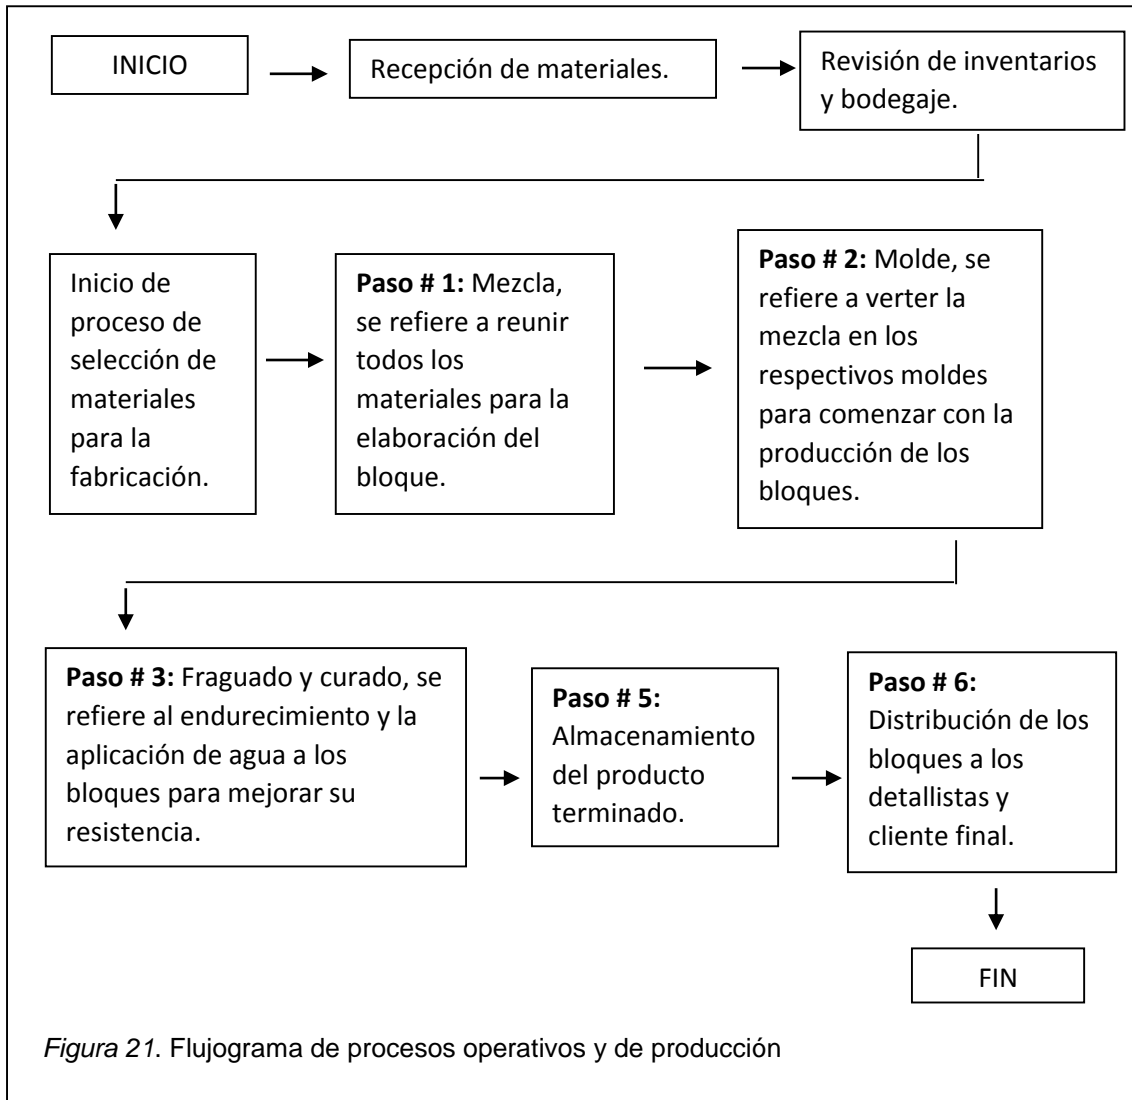 INICIO
Recepción de materiales.
Revisión de inventarios
y bodegaje.
Inicio de
proceso de
selección de
materiales
para la
fabricación.
Paso # 1: Mezcla,
se refiere a reunir
todos los
materiales para la
elaboración del
bloque.
Paso # 2: Molde, se
refiere a verter la
mezcla en los
respectivos moldes
para comenzar con la
producción de los
bloques.
Paso # 3: Fraguado y curado, se
refiere al endurecimiento y la
aplicación de agua a los
bloques para mejorar su
resistencia.
Paso # 5:
Almacenamiento
del producto
terminado.
Paso # 6:
Distribución de los
bloques a los
detallistas y
cliente final.
FIN
Figura 21. Flujograma de procesos operativos y de producción